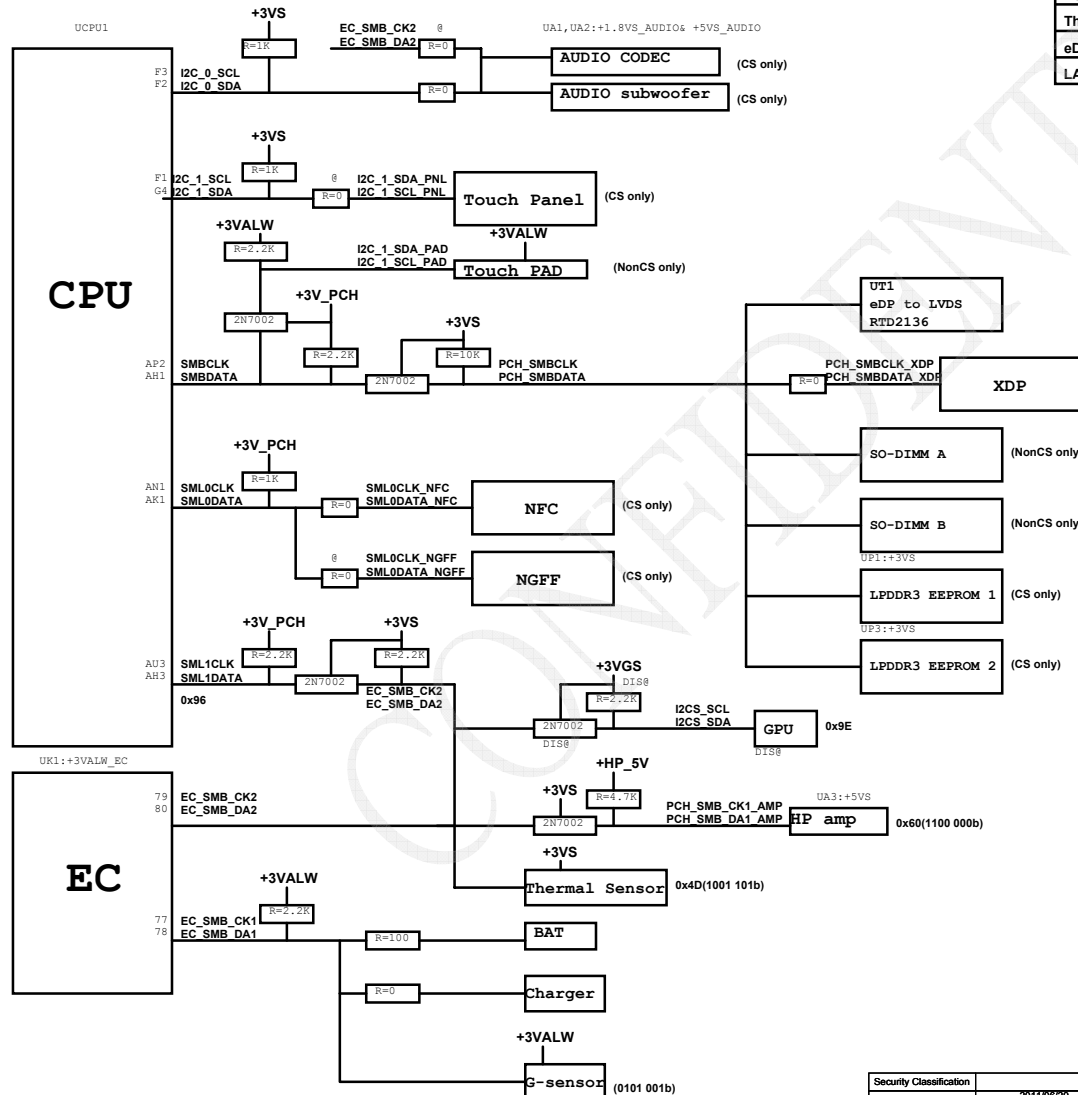 UCPU1
+3VS
R=1K
EC_SMB_CK2
EC_SMB_DA2
@
R=0
UA1,UA2:+1.8VS_AUDIO& +5VS_AUDIO
AUDIO CODEC
(CS only)
F3
F2
I2C_0_SCL
I2C_0_SDA
R=0
AUDIO subwoofer
(CS only)
+3VS
R=1K
F1
G4
I2C_1_SCL
I2C_1_SDA
@
R=0
I2C_1_SDA_PNL
I2C_1_SCL_PNL
Touch Panel
(CS only)
+3VALW
R=2.2K
I2C_1_SDA_PAD
I2C_1_SCL_PAD
+3VALW
Touch PAD
(NonCS only)
CPU
2N7002
+3V_PCH
R=2.2K
+3VS
R=10K
AP2
AH1
SMBCLK
SMBDATA
2N7002
PCH_SMBCLK
PCH_SMBDATA
UT1
eDP to LVDS
RTD2136
R=0
PCH_SMBCLK_XDP
PCH_SMBDATA_XDP
XDP
SO-DIMM A
(NonCS only
SO-DIMM B
(NonCS only
UP1:+3VS
LPDDR3 EEPROM 1
(CS only)
UP3:+3VS
LPDDR3 EEPROM 2
(CS only)
+3V_PCH
R=1K
AN1
AK1
SML0CLK
SML0DATA
R=0
SML0CLK_NFC
SML0DATA_NFC
NFC
(CS only)
@
R=0
SML0CLK_NGFF
SML0DATA_NGFF
NGFF
(CS only)
+3V_PCH
R=2.2K
+3VS
R=2.2K
AU3
AH3
SML1CLK
SML1DATA
0x96
2N7002
EC_SMB_CK2
EC_SMB_DA2
+3VGS
DIS@
R=2.2K
2N7002
DIS@
I2CS_SCL
I2CS_SDA
GPU
0x9E
DIS@
UK1:+3VALW_EC
79
80
EC_SMB_CK2
EC_SMB_DA2
+3VS
2N7002
+HP_5V
R=4.7K
PCH_SMB_CK1_AMP
PCH_SMB_DA1_AMP
UA3:+5VS
HP amp
0x60(1100 000b)
EC
+3VS
Thermal Sensor
0x4D(1001 101b)
+3VALW
R=2.2K
77
78
EC_SMB_CK1
EC_SMB_DA1
R=100
BAT
R=0
Charger
+3VALW
G-sensor
(0101 001b)
Th
eD
LA
CONFIDENT
Security Classification